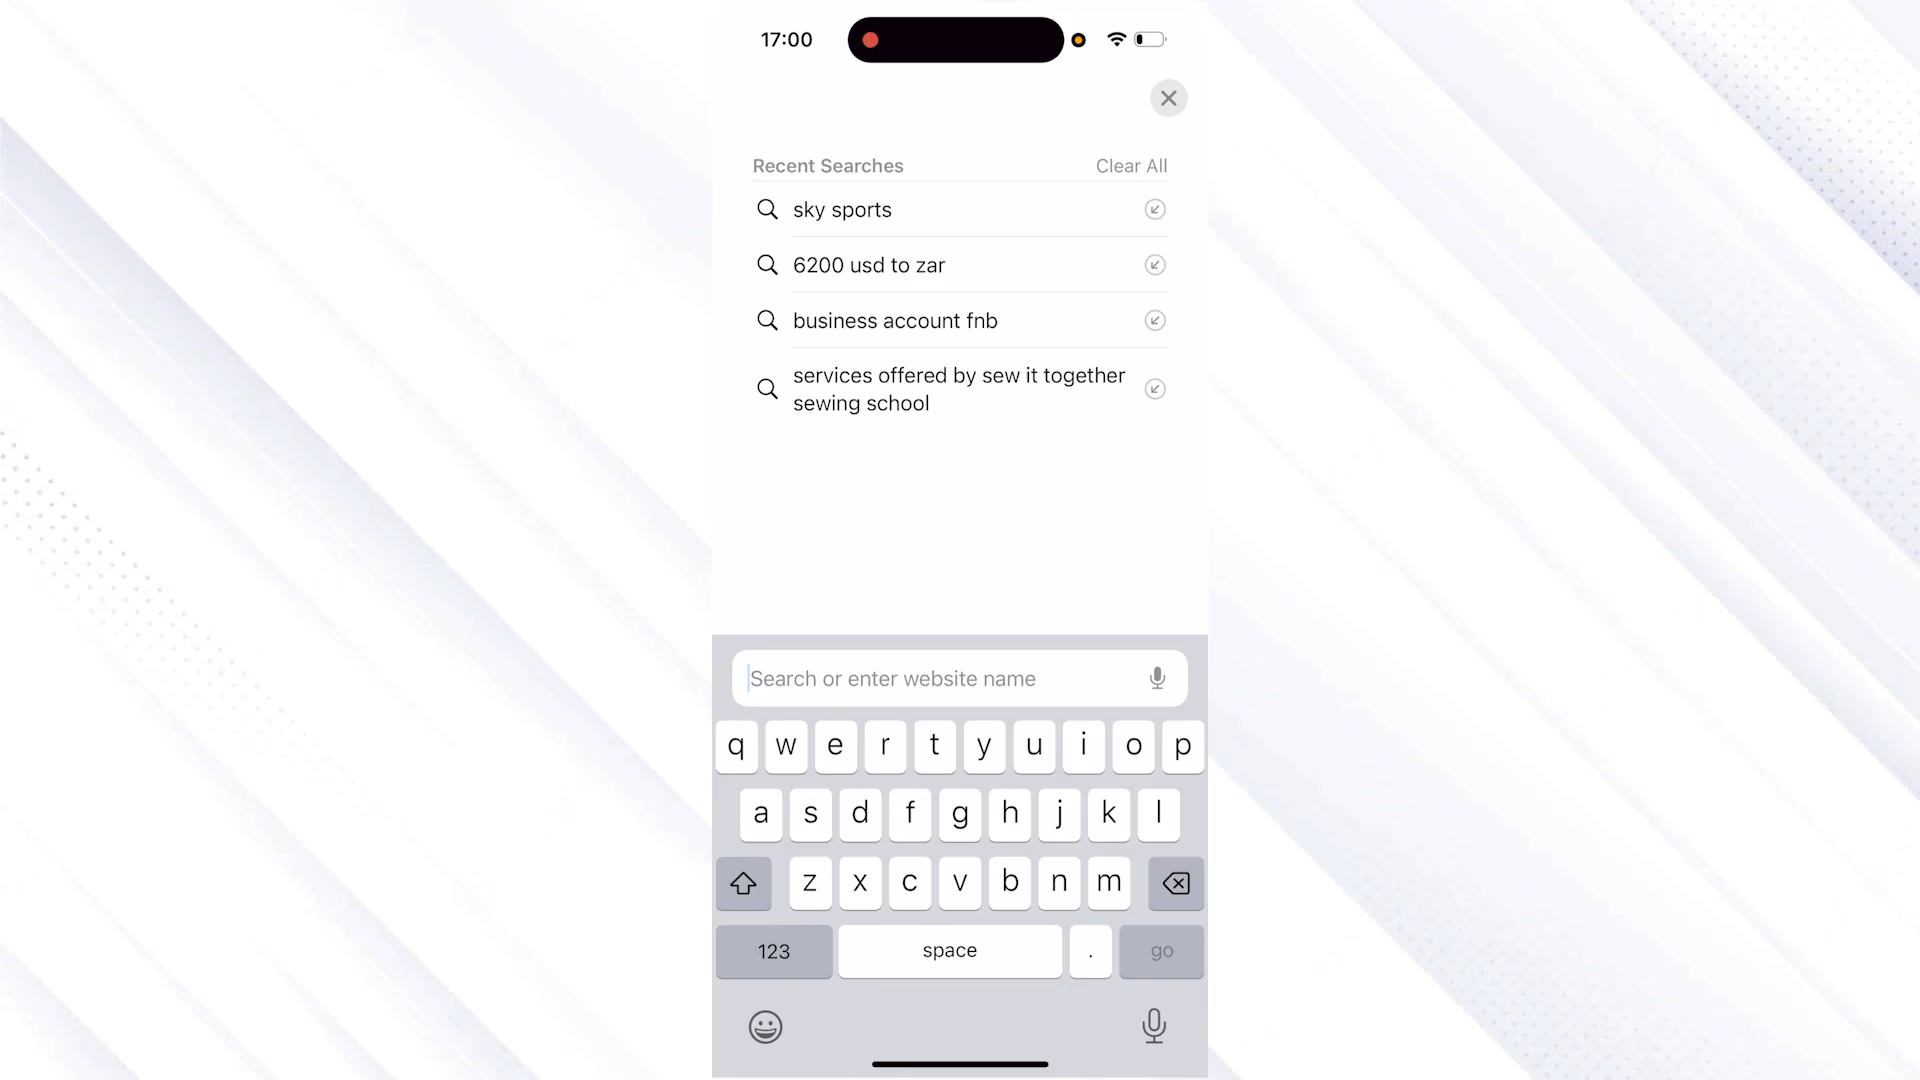 17:00
Recent Searches Clear All
sky sports
6200 usd to zar
business account fnb
services offered by sew it together
sewing school
Search or enter website name
q w e r t y u i o p
a s d f g h j k l
z x c v b n m
123 space . go